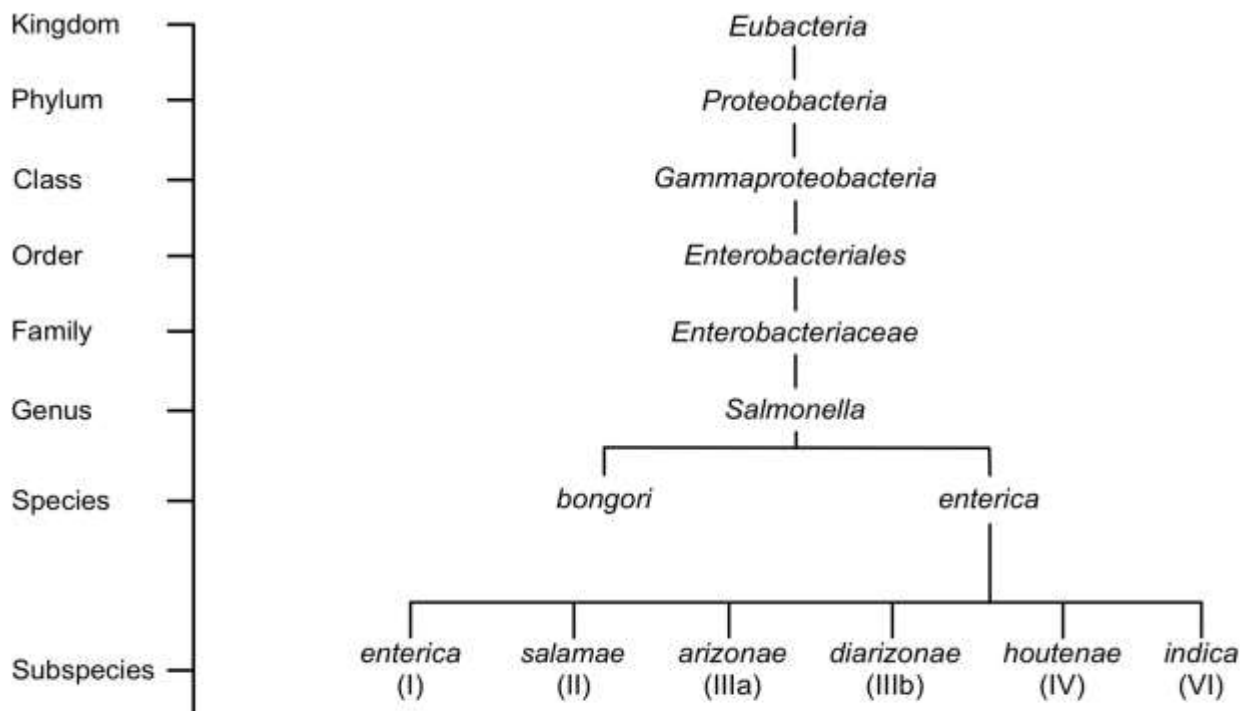 Kingdom Eubacteria
Phylum Proteobacteria
Class Gammaproteobacteria
Order Enterobacteriales
Family Enterobacteriaceae
Genus Salmonella
Species bongori enterica
Subspecies enterica salamae arizonae diarizonae houtenae indica
(I) (II) (IIIa) (IIIb) (IV) (VI)